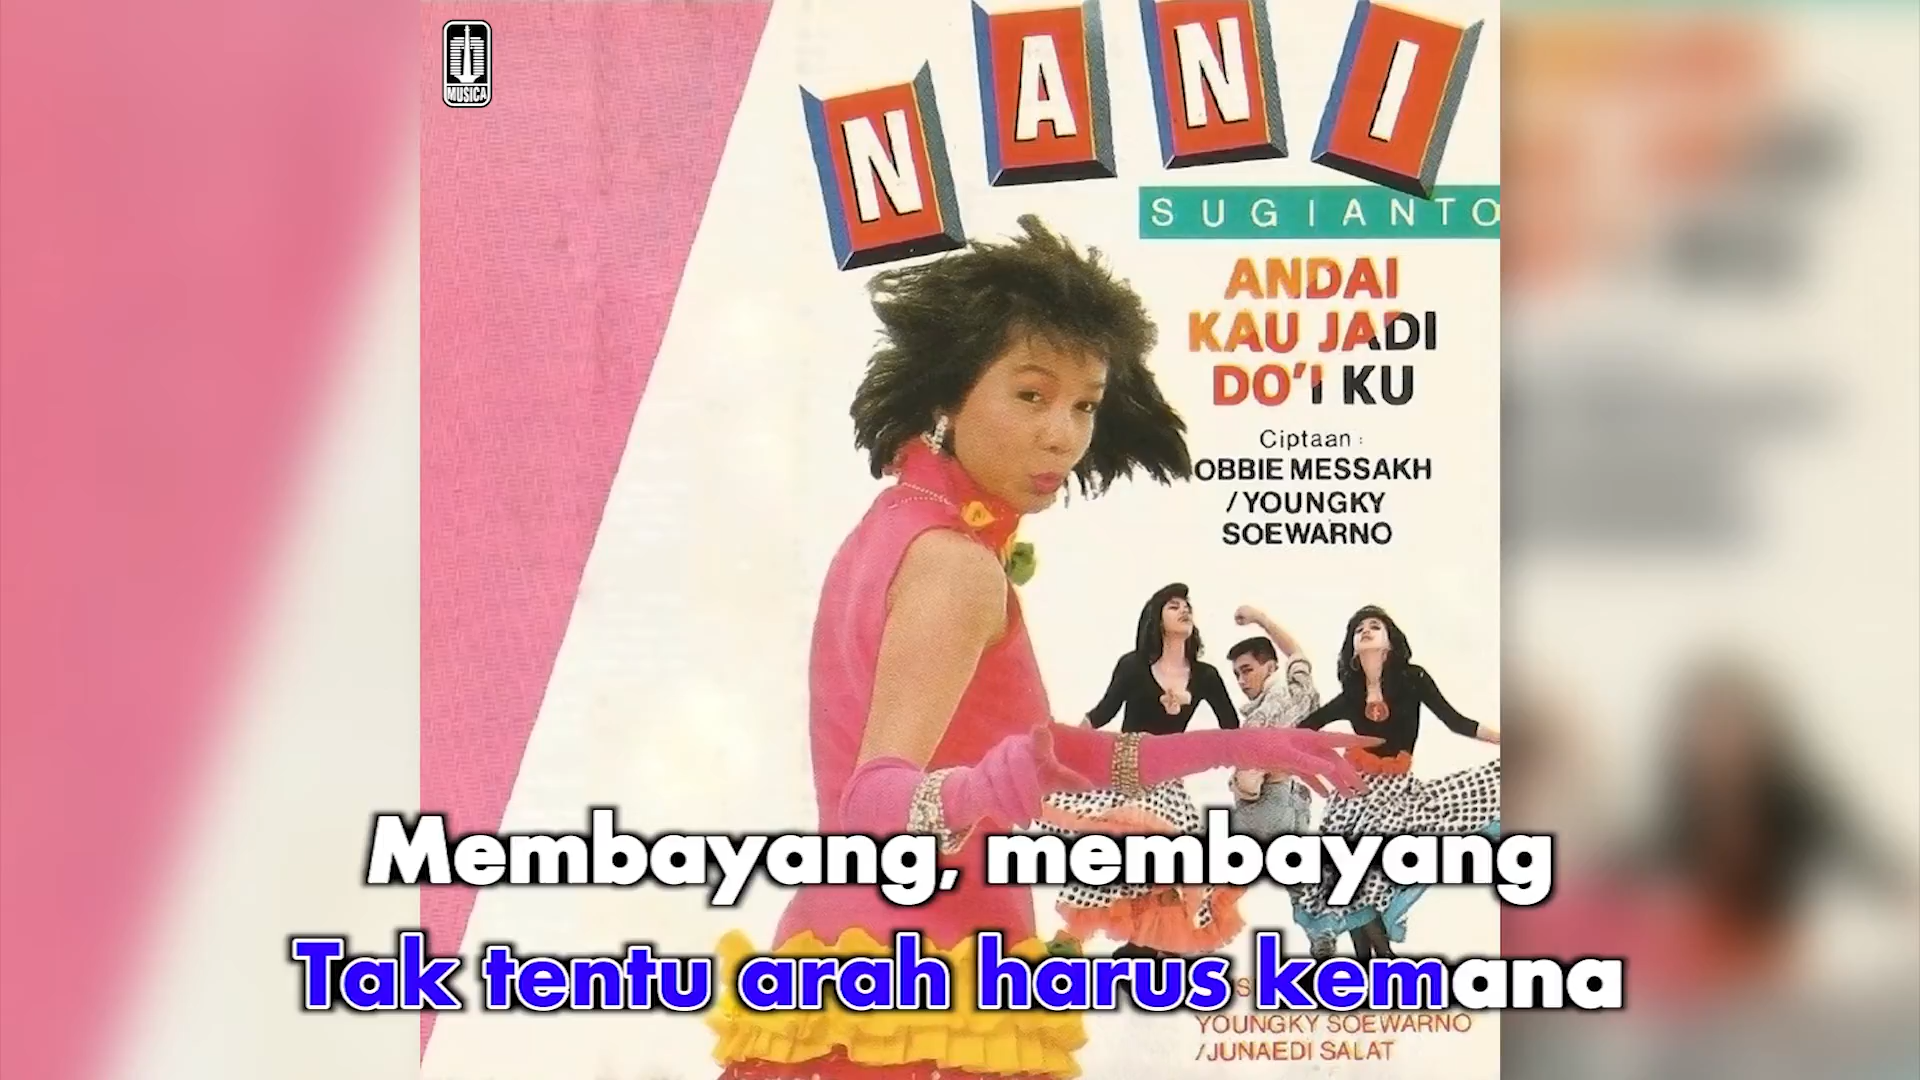 MUSICA
NANI
SUGIANTO
ANDAI
KAU JADI
DO'I KU
Ciptaan :
OBBIE MESSAKH
/YOUNGKY
SOEWARNO
Membayang, membayang
Tak tentu arah harus kemana
YOUNGKY SOEWARNO
/JUNAEDI SALAT